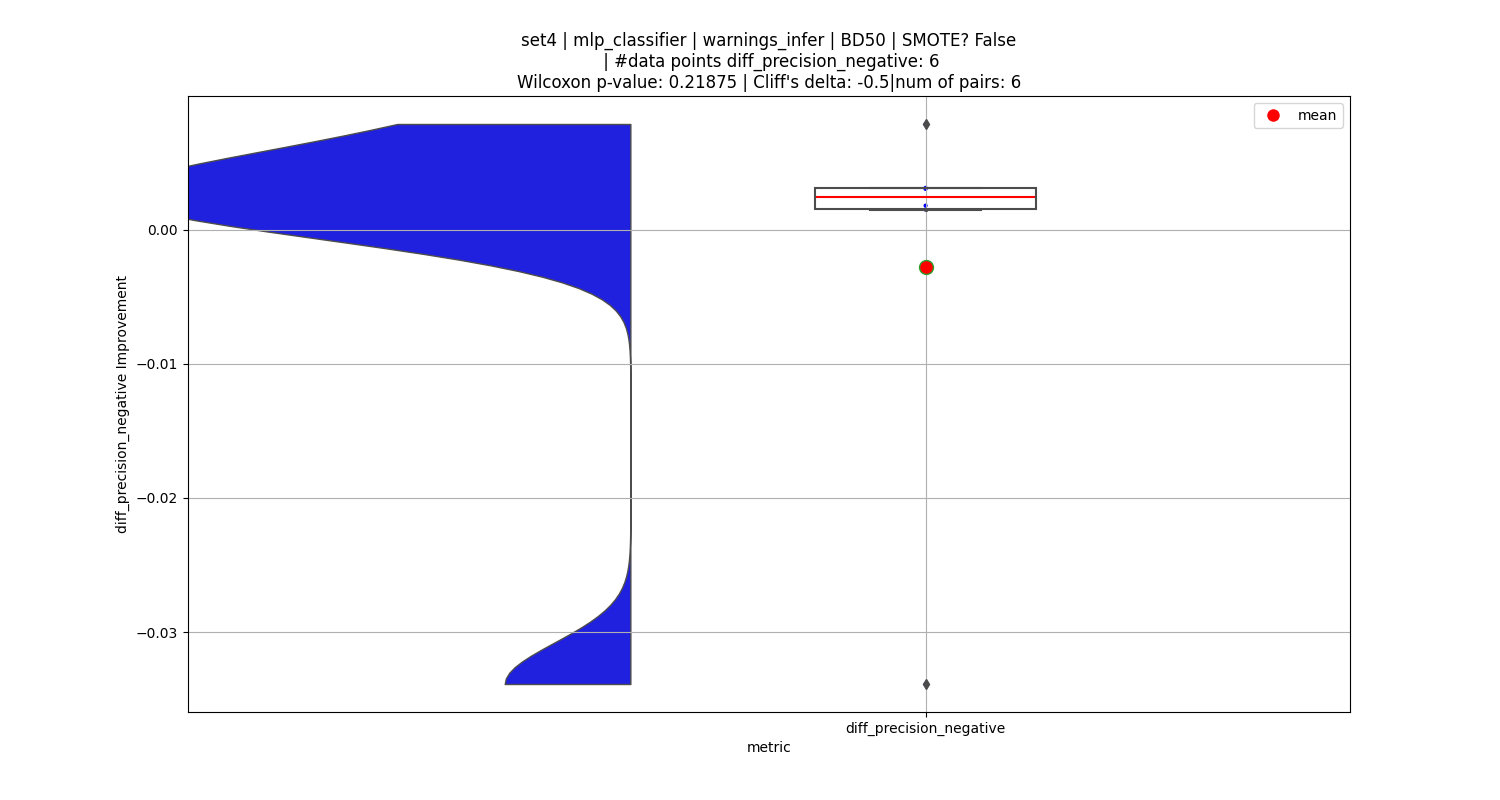 set4 | mlp_classifier | warnings_infer | BD50 | SMOTE? False
| #data points diff_precision_negative: 6
Wilcoxon p-value: 0.21875 | Cliff's delta: -0.5|num of pairs: 6
mean
0.00
−0.01
−0.02
−0.03
diff_precision_negative Improvement
diff_precision_negative
metric